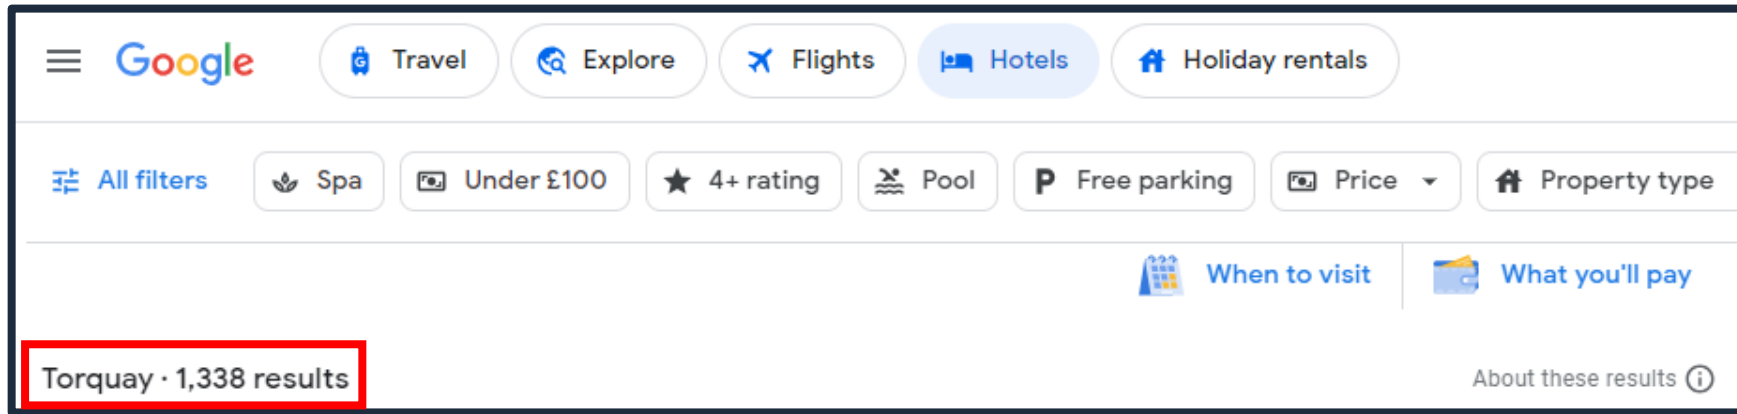 Google Travel Explore Flights Hotels Holiday rentals
All filters Spa Under £100 4+ rating Pool P Free parking Price Property type
When to visit What you'll pay
Torquay · 1,338 results About these results